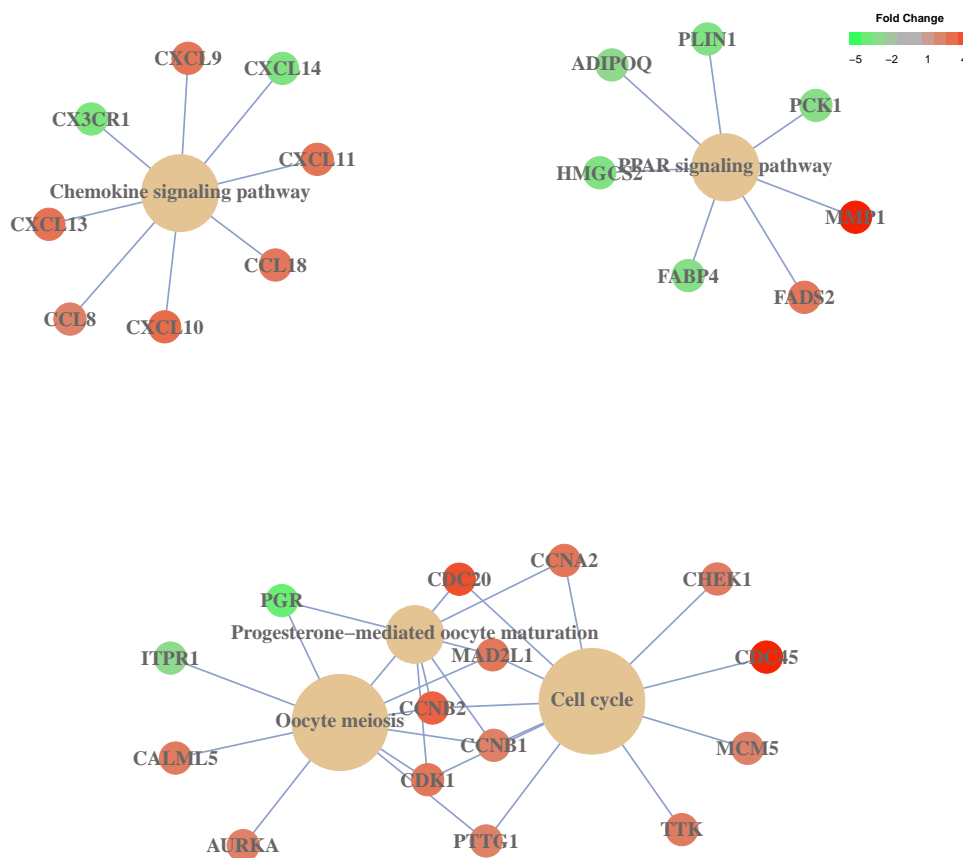 Fold Change
−5 −2 1 4
CXCL9
CXCL14
CX3CR1
CXCL11
Chemokine signaling pathway
CXCL13
CCL18
CCL8
CXCL10
PLIN1
ADIPOQ
PCK1
PPAR signaling pathway
HMGCS2
MMP1
FABP4
FADS2
CCNA2
CDC20
CHEK1
PGR
Progesterone−mediated oocyte maturation
ITPR1
MAD2L1
CDC45
Cell cycle
CCNB2
Oocyte meiosis
CCNB1
MCM5
CALML5
CDK1
TTK
PTTG1
AURKA